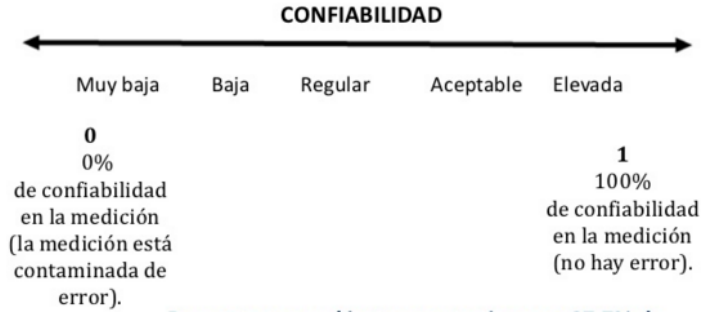 CONFIABILIDAD
Muy baja Baja Regular Aceptable Elevada
0
0%
de confiabilidad
en la medición
(la medición está
contaminada de
error).
1
100%
de confiabilidad
en la medición
(no hay error).